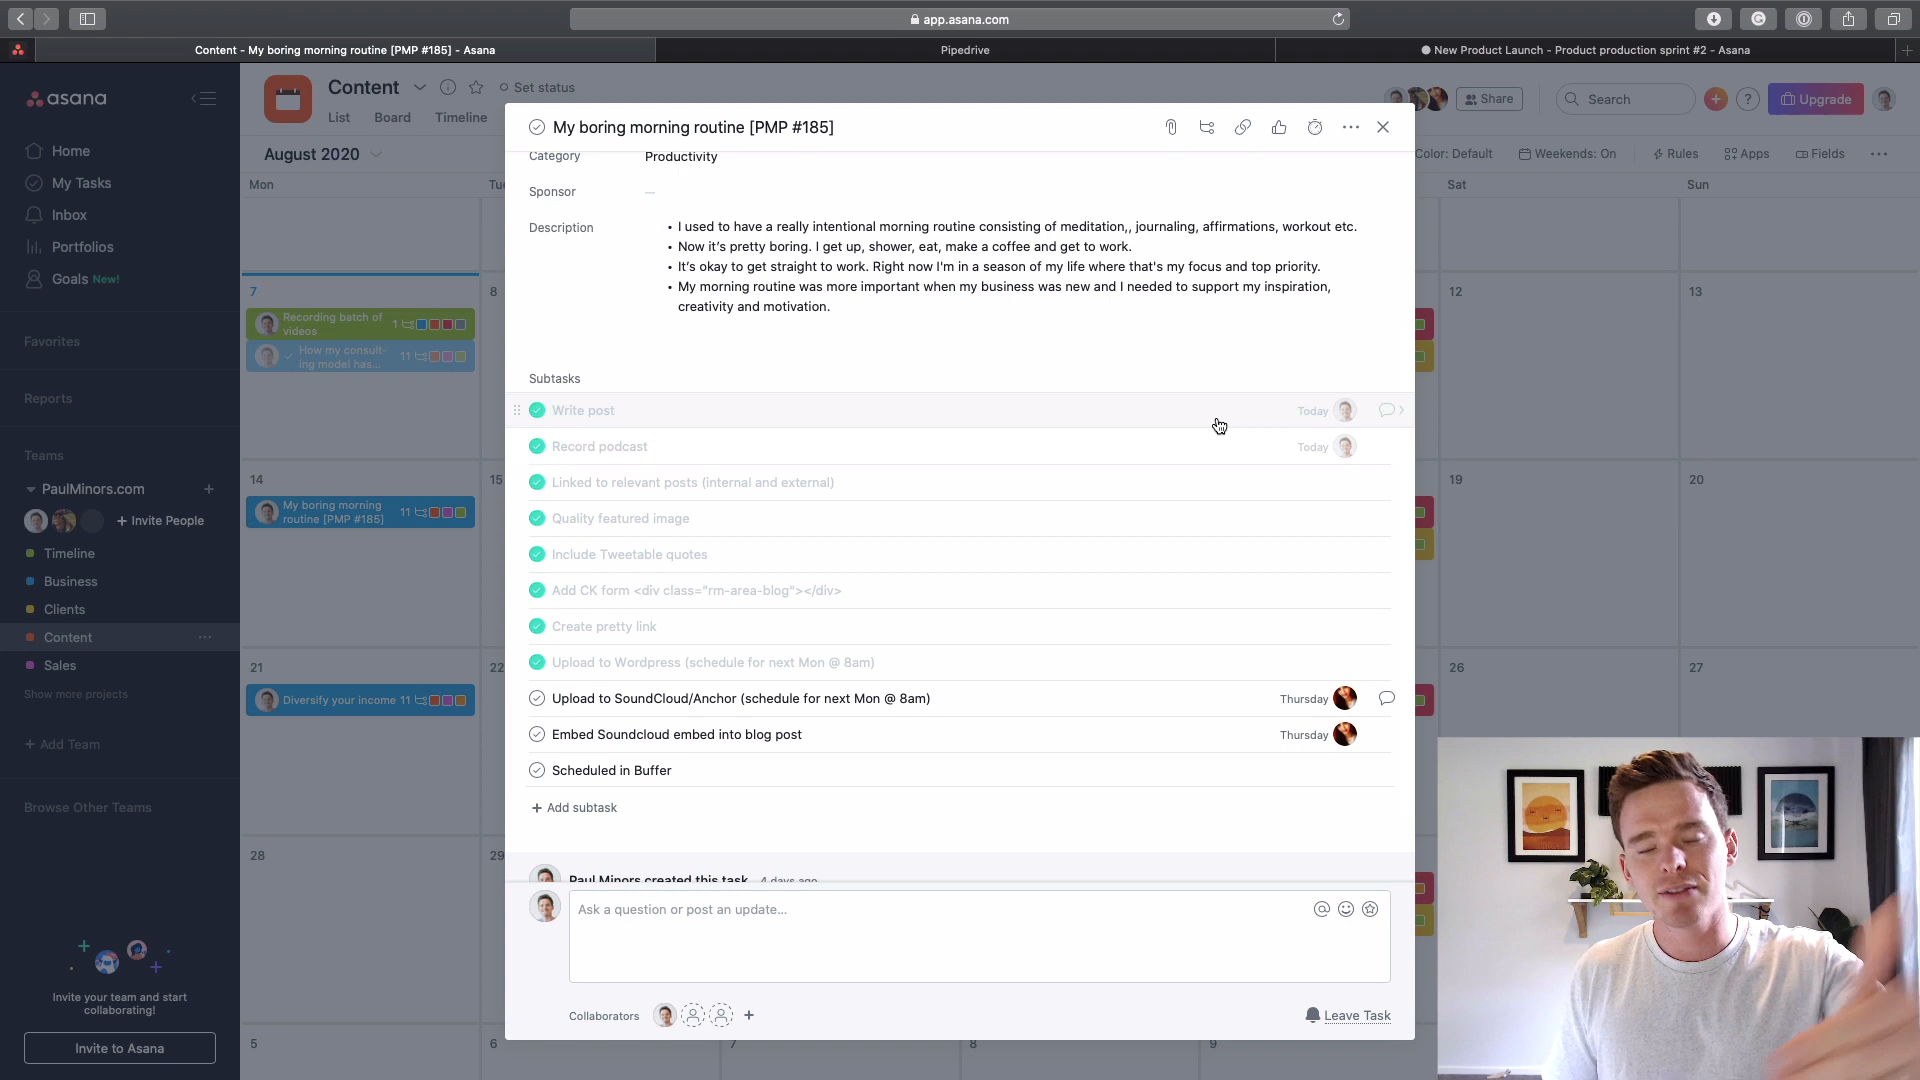 app.asana.com
Content - My boring morning routine [PMP #185] - Asana
Pipedrive
New Product Launch - Product production sprint #2 - Asana
asana
Home
My Tasks
Inbox
Portfolios
Goals New!
Favorites
Reports
Teams
PaulMinors.com
Invite People
Timeline
Business
Clients
Content
Sales
Show more projects
+ Add Team
Browse Other Teams
Invite your team and start
collaborating!
Invite to Asana
Content
Set status
List
Board
Timeline
Share
Search
Upgrade
August 2020
Color: Default
Weekends: On
Rules
Apps
Fields
Mon
Sat
Sun
7
8
12
13
Recording batch of
videos
1
How my consult-
ing model has...
11
14
15
19
20
My boring morning
routine [PMP #185]
11
21
22
26
27
Diversify your income
11
28
29
5
6
7
8
9
My boring morning routine [PMP #185]
Category
Productivity
Sponsor
—
Description
• I used to have a really intentional morning routine consisting of meditation,, journaling, affirmations, workout etc.
• Now it’s pretty boring. I get up, shower, eat, make a coffee and get to work.
• It’s okay to get straight to work. Right now I'm in a season of my life where that's my focus and top priority.
• My morning routine was more important when my business was new and I needed to support my inspiration,
creativity and motivation.
Subtasks
Write post
Today
Record podcast
Today
Linked to relevant posts (internal and external)
Quality featured image
Include Tweetable quotes
Add CK form <div class="rm-area-blog"></div>
Create pretty link
Upload to Wordpress (schedule for next Mon @ 8am)
Upload to SoundCloud/Anchor (schedule for next Mon @ 8am)
Thursday
Embed Soundcloud embed into blog post
Thursday
Scheduled in Buffer
+ Add subtask
Paul Minors created this task
4 days ago
Ask a question or post an update...
Collaborators
Leave Task